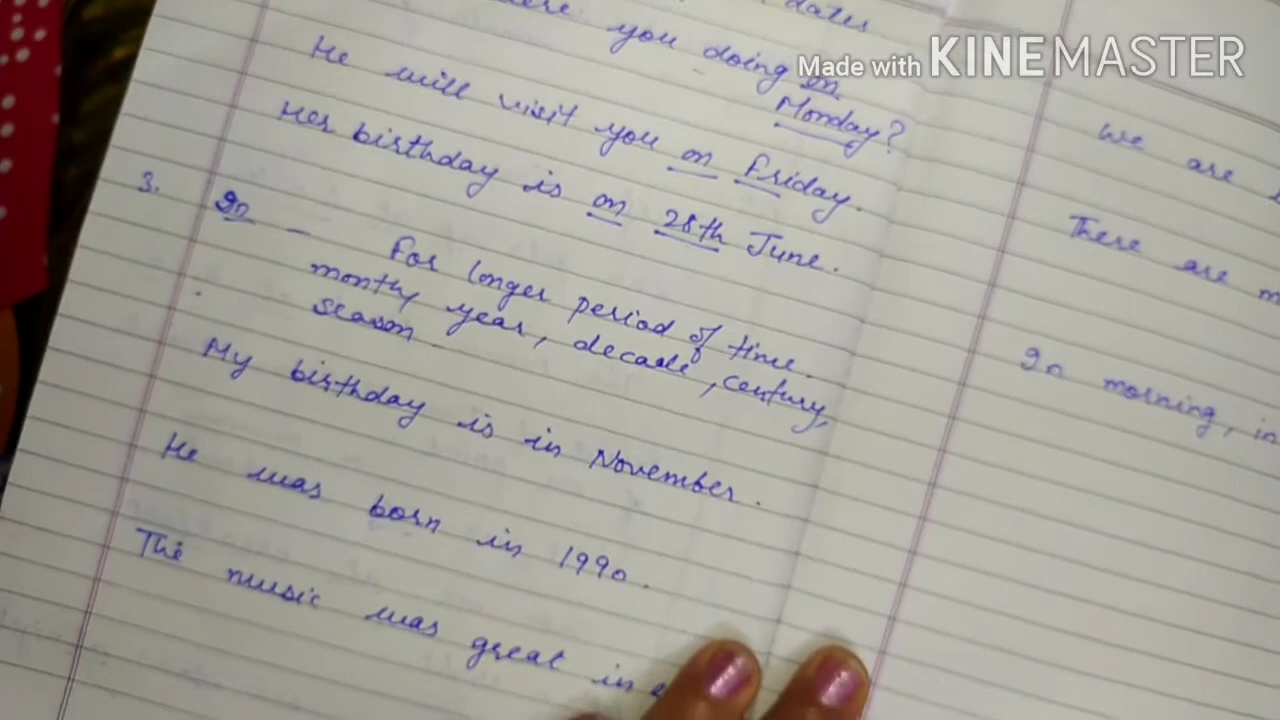 dates
you doing on
Monday?
He will visit you on Friday.
Her birthday is on 28th June.
3. In - For longer period of time.
month, year, decade, century,
season
My birthday is in November.
He was born in 1990.
The music was great in
we are
There are
In morning, in
Made with KINEMASTER